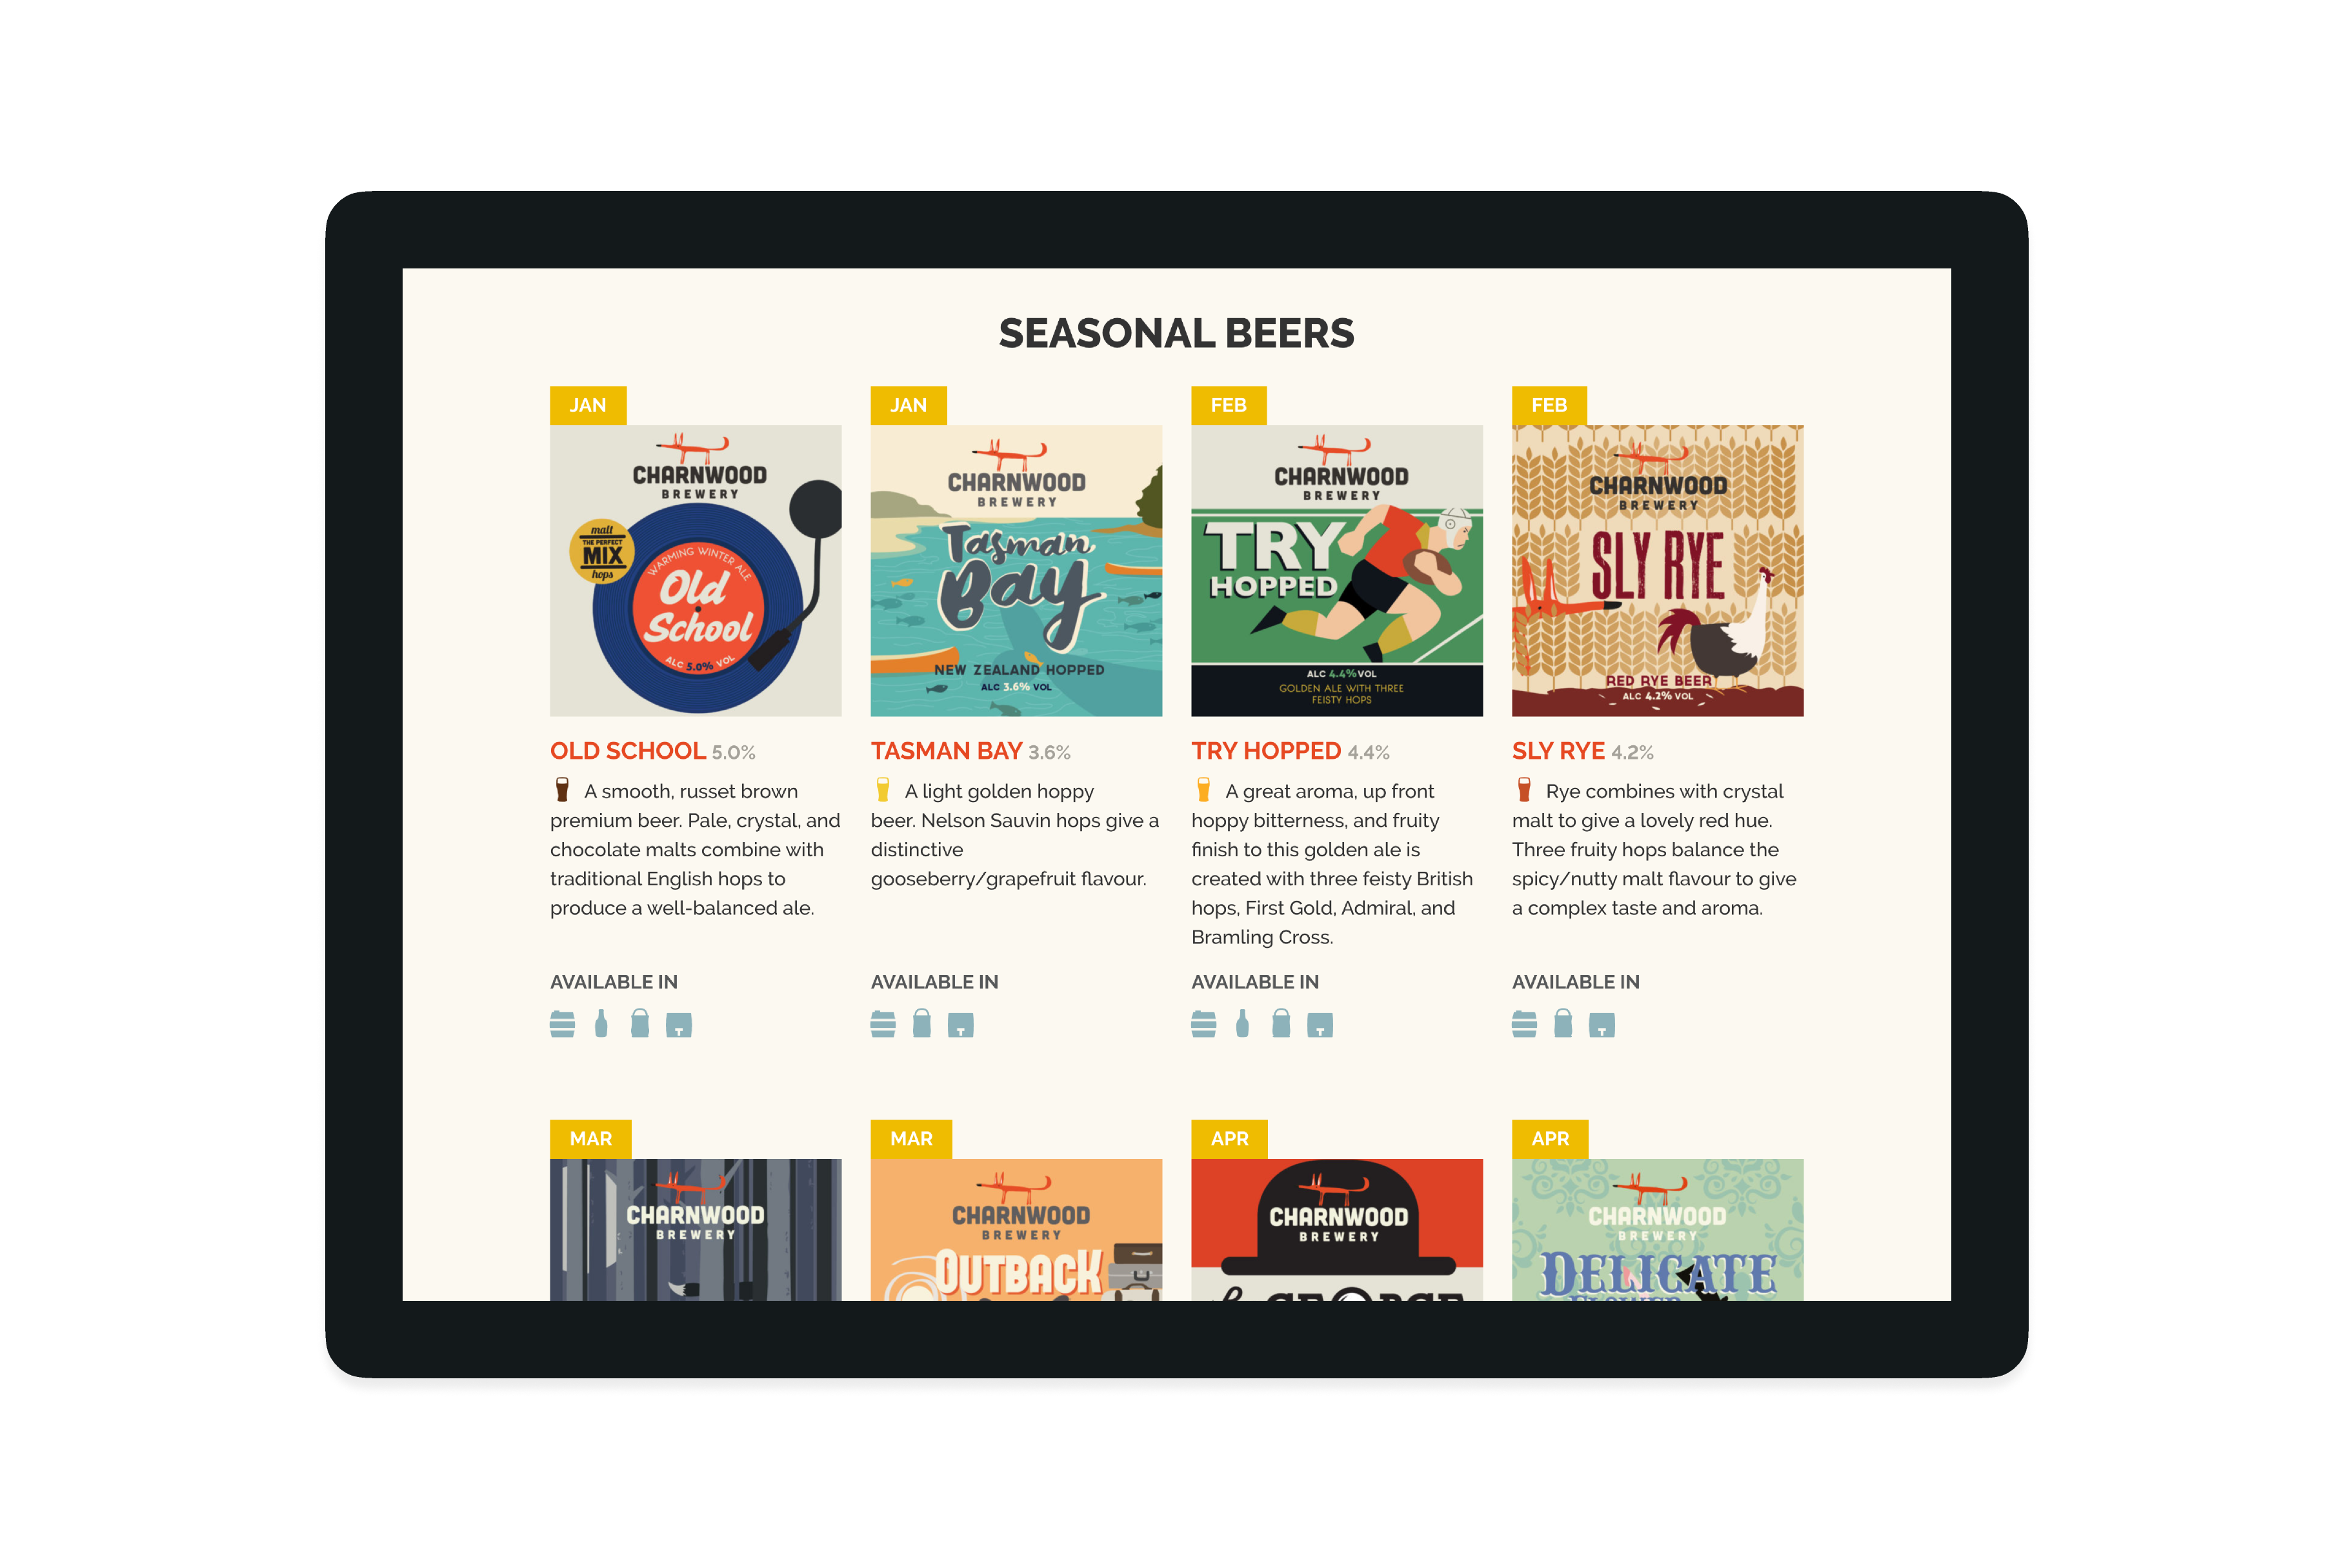 SEASONAL BEERS
JAN
CHARNWOOD
BREWERY
malt
THE PERFECT
MIX
hops
WARMING WINTER ALE
Old
School
ALC 5.0% VOL
OLD SCHOOL 5.0%
A smooth, russet brown
premium beer. Pale, crystal, and
chocolate malts combine with
traditional English hops to
produce a well-balanced ale.
AVAILABLE IN
JAN
CHARNWOOD
BREWERY
Tasman
Bay
NEW ZEALAND HOPPED
ALC 3.6% VOL
TASMAN BAY 3.6%
A light golden hoppy
beer. Nelson Sauvin hops give a
distinctive
gooseberry/grapefruit flavour.
AVAILABLE IN
FEB
CHARNWOOD
BREWERY
TRY
HOPPED
ALC 4.4% VOL
GOLDEN ALE WITH THREE
FEISTY HOPS
TRY HOPPED 4.4%
A great aroma, up front
hoppy bitterness, and fruity
finish to this golden ale is
created with three feisty British
hops, First Gold, Admiral, and
Bramling Cross.
AVAILABLE IN
FEB
CHARNWOOD
BREWERY
SLY RYE
RED RYE BEER
ALC 4.2% VOL
SLY RYE 4.2%
Rye combines with crystal
malt to give a lovely red hue.
Three fruity hops balance the
spicy/nutty malt flavour to give
a complex taste and aroma.
AVAILABLE IN
MAR
CHARNWOOD
BREWERY
MAR
CHARNWOOD
BREWERY
OUTBACK
APR
CHARNWOOD
BREWERY
APR
CHARNWOOD
BREWERY
DELICATE